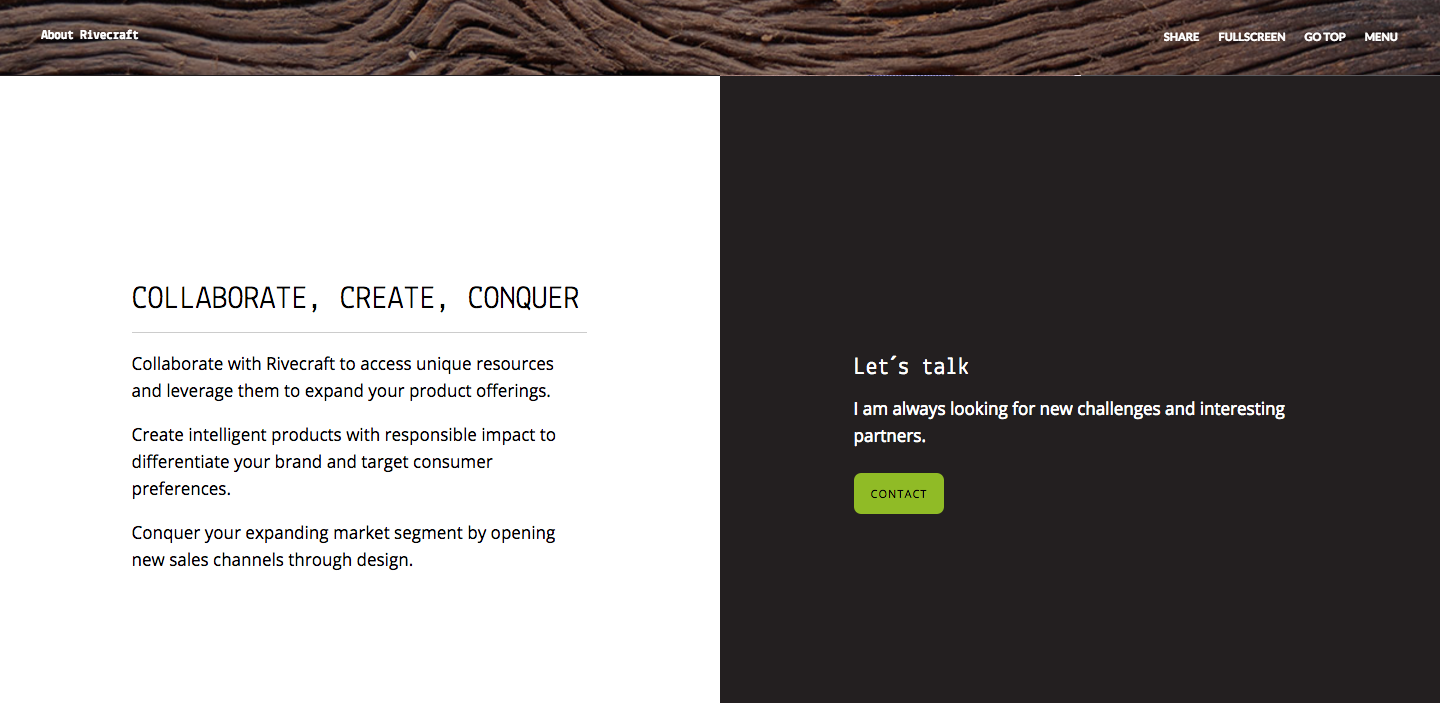 About Rivecraft
SHARE FULLSCREEN GO TOP MENU
COLLABORATE, CREATE, CONQUER
Collaborate with Rivecraft to access unique resources
and leverage them to expand your product offerings.
Create intelligent products with responsible impact to
differentiate your brand and target consumer
preferences.
Conquer your expanding market segment by opening
new sales channels through design.
Let´s talk
I am always looking for new challenges and interesting
partners.
CONTACT